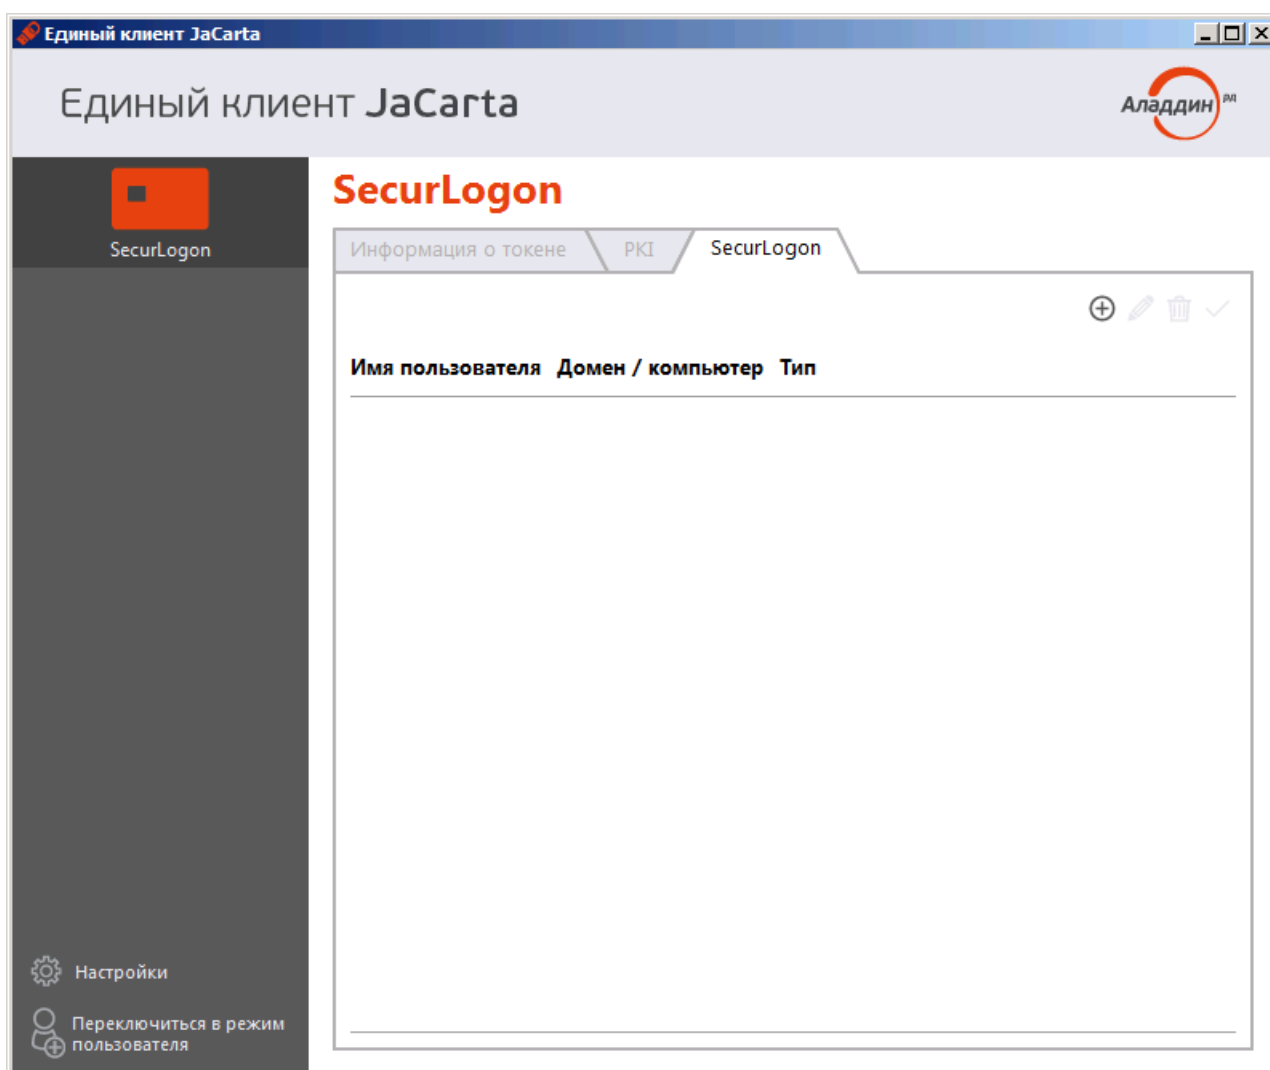 Единый клиент JaCarta
Единый клиент JaCarta
Аладдин РД
SecurLogon
SecurLogon
Информация о токене PKI SecurLogon
Имя пользователя Домен / компьютер Тип
Настройки
Переключиться в режим
пользователя